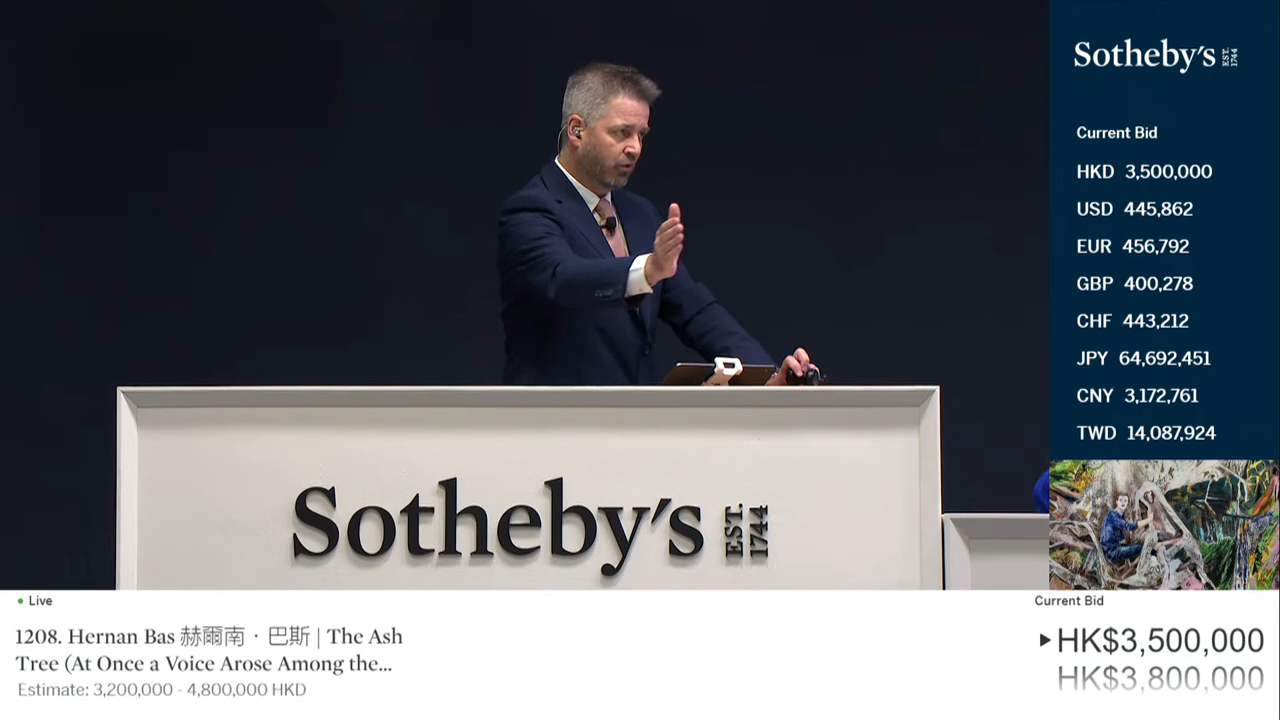 Sotheby's EST. 1744
Current Bid
HKD 3,500,000
USD 445,862
EUR 456,792
GBP 400,278
CHF 443,212
JPY 64,692,451
CNY 3,172,761
TWD 14,087,924
Sotheby's EST. 1744
Live
1208. Hernan Bas 赫爾南・巴斯 | The Ash
Tree (At Once a Voice Arose Among the...
Estimate: 3,200,000 - 4,800,000 HKD
Current Bid
HK$3,500,000
HK$3,800,000